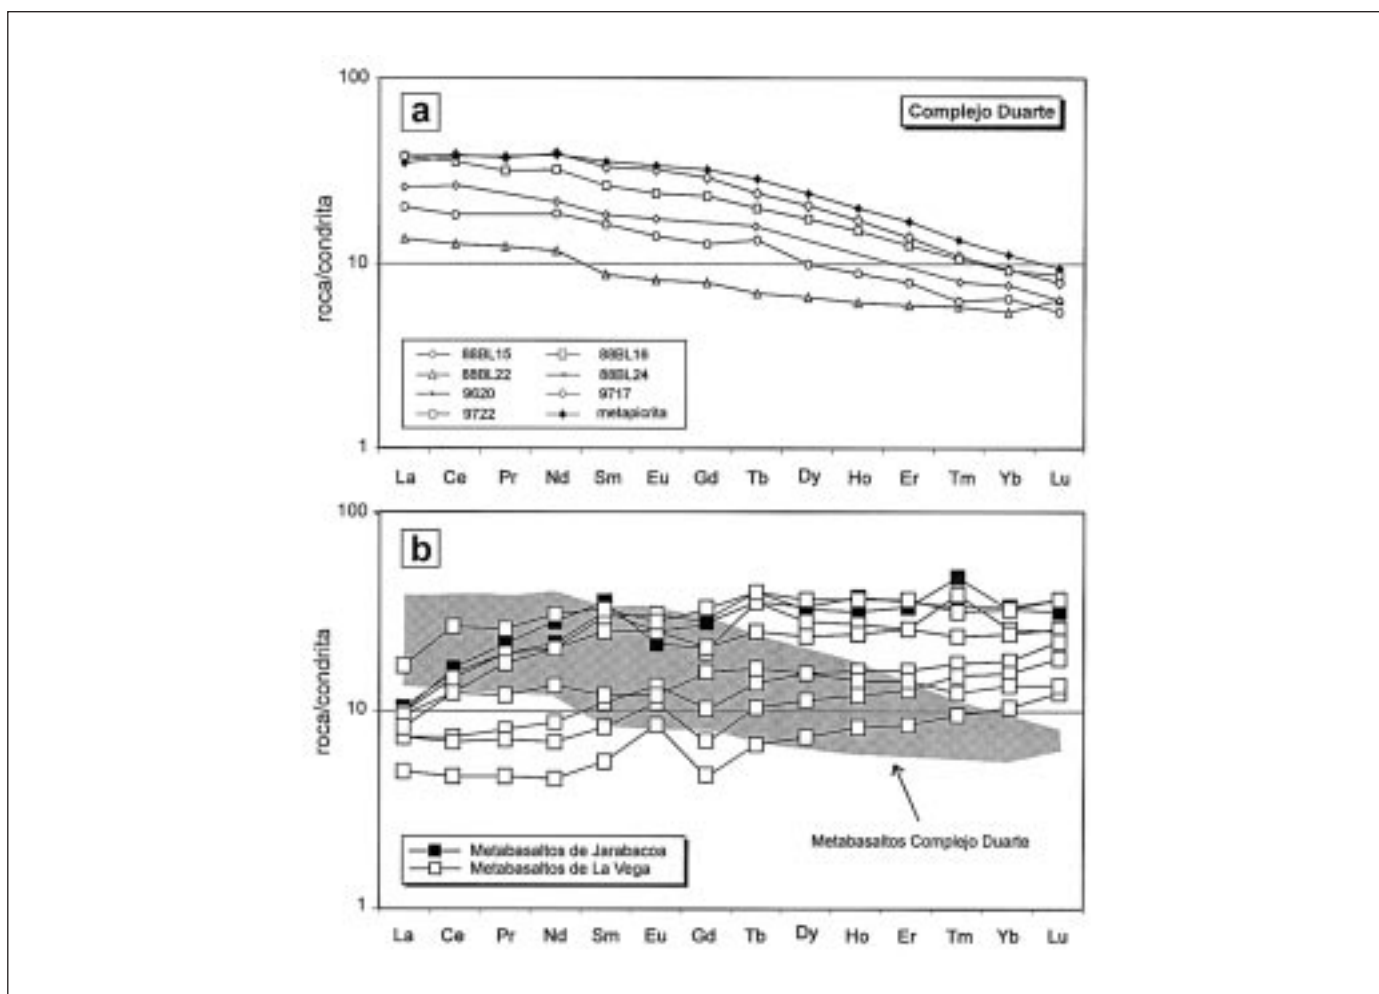 100
a
Complejo Duarte
roca/condrita
10
88BL15
88BL16
88BL22
88BL24
9620
9717
9722
metapicrita
1
La Ce Pr Nd Sm Eu Gd Tb Dy Ho Er Tm Yb Lu
100
b
roca/condrita
10
Metabasaltos Complejo Duarte
Metabasaltos de Jarabacoa
Metabasaltos de La Vega
1
La Ce Pr Nd Sm Eu Gd Tb Dy Ho Er Tm Yb Lu